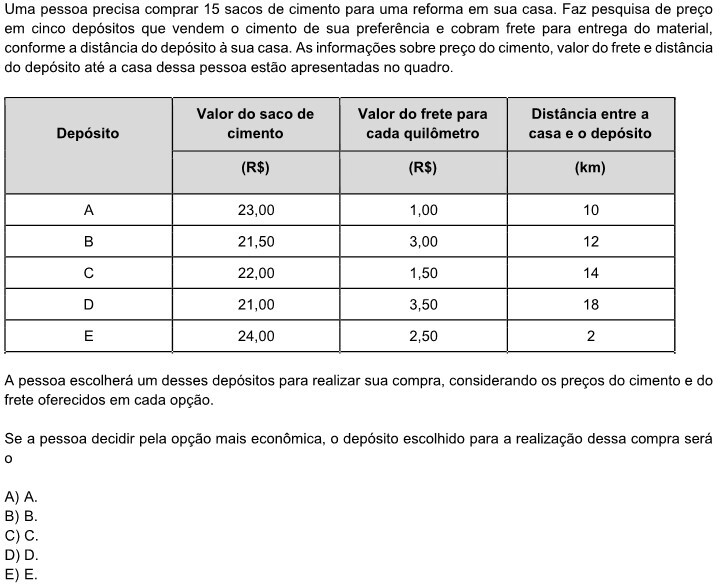 Uma pessoa precisa comprar 15 sacos de cimento para uma reforma em sua casa. Faz pesquisa de preço
em cinco depósitos que vendem o cimento de sua preferência e cobram frete para entrega do material,
conforme a distância do depósito à sua casa. As informações sobre preço do cimento, valor do frete e distância
do depósito até a casa dessa pessoa estão apresentadas no quadro.
Depósito
Valor do saco de
cimento
Valor do frete para
cada quilômetro
Distância entre a
casa e o depósito
(R$) (R$) (km)
A 23,00 1,00 10
B 21,50 3,00 12
C 22,00 1,50 14
D 21,00 3,50 18
E 24,00 2,50 2
A pessoa escolherá um desses depósitos para realizar sua compra, considerando os preços do cimento e do
frete oferecidos em cada opção.
Se a pessoa decidir pela opção mais econômica, o depósito escolhido para a realização dessa compra será
o
A) A.
B) B.
C) C.
D) D.
E) E.